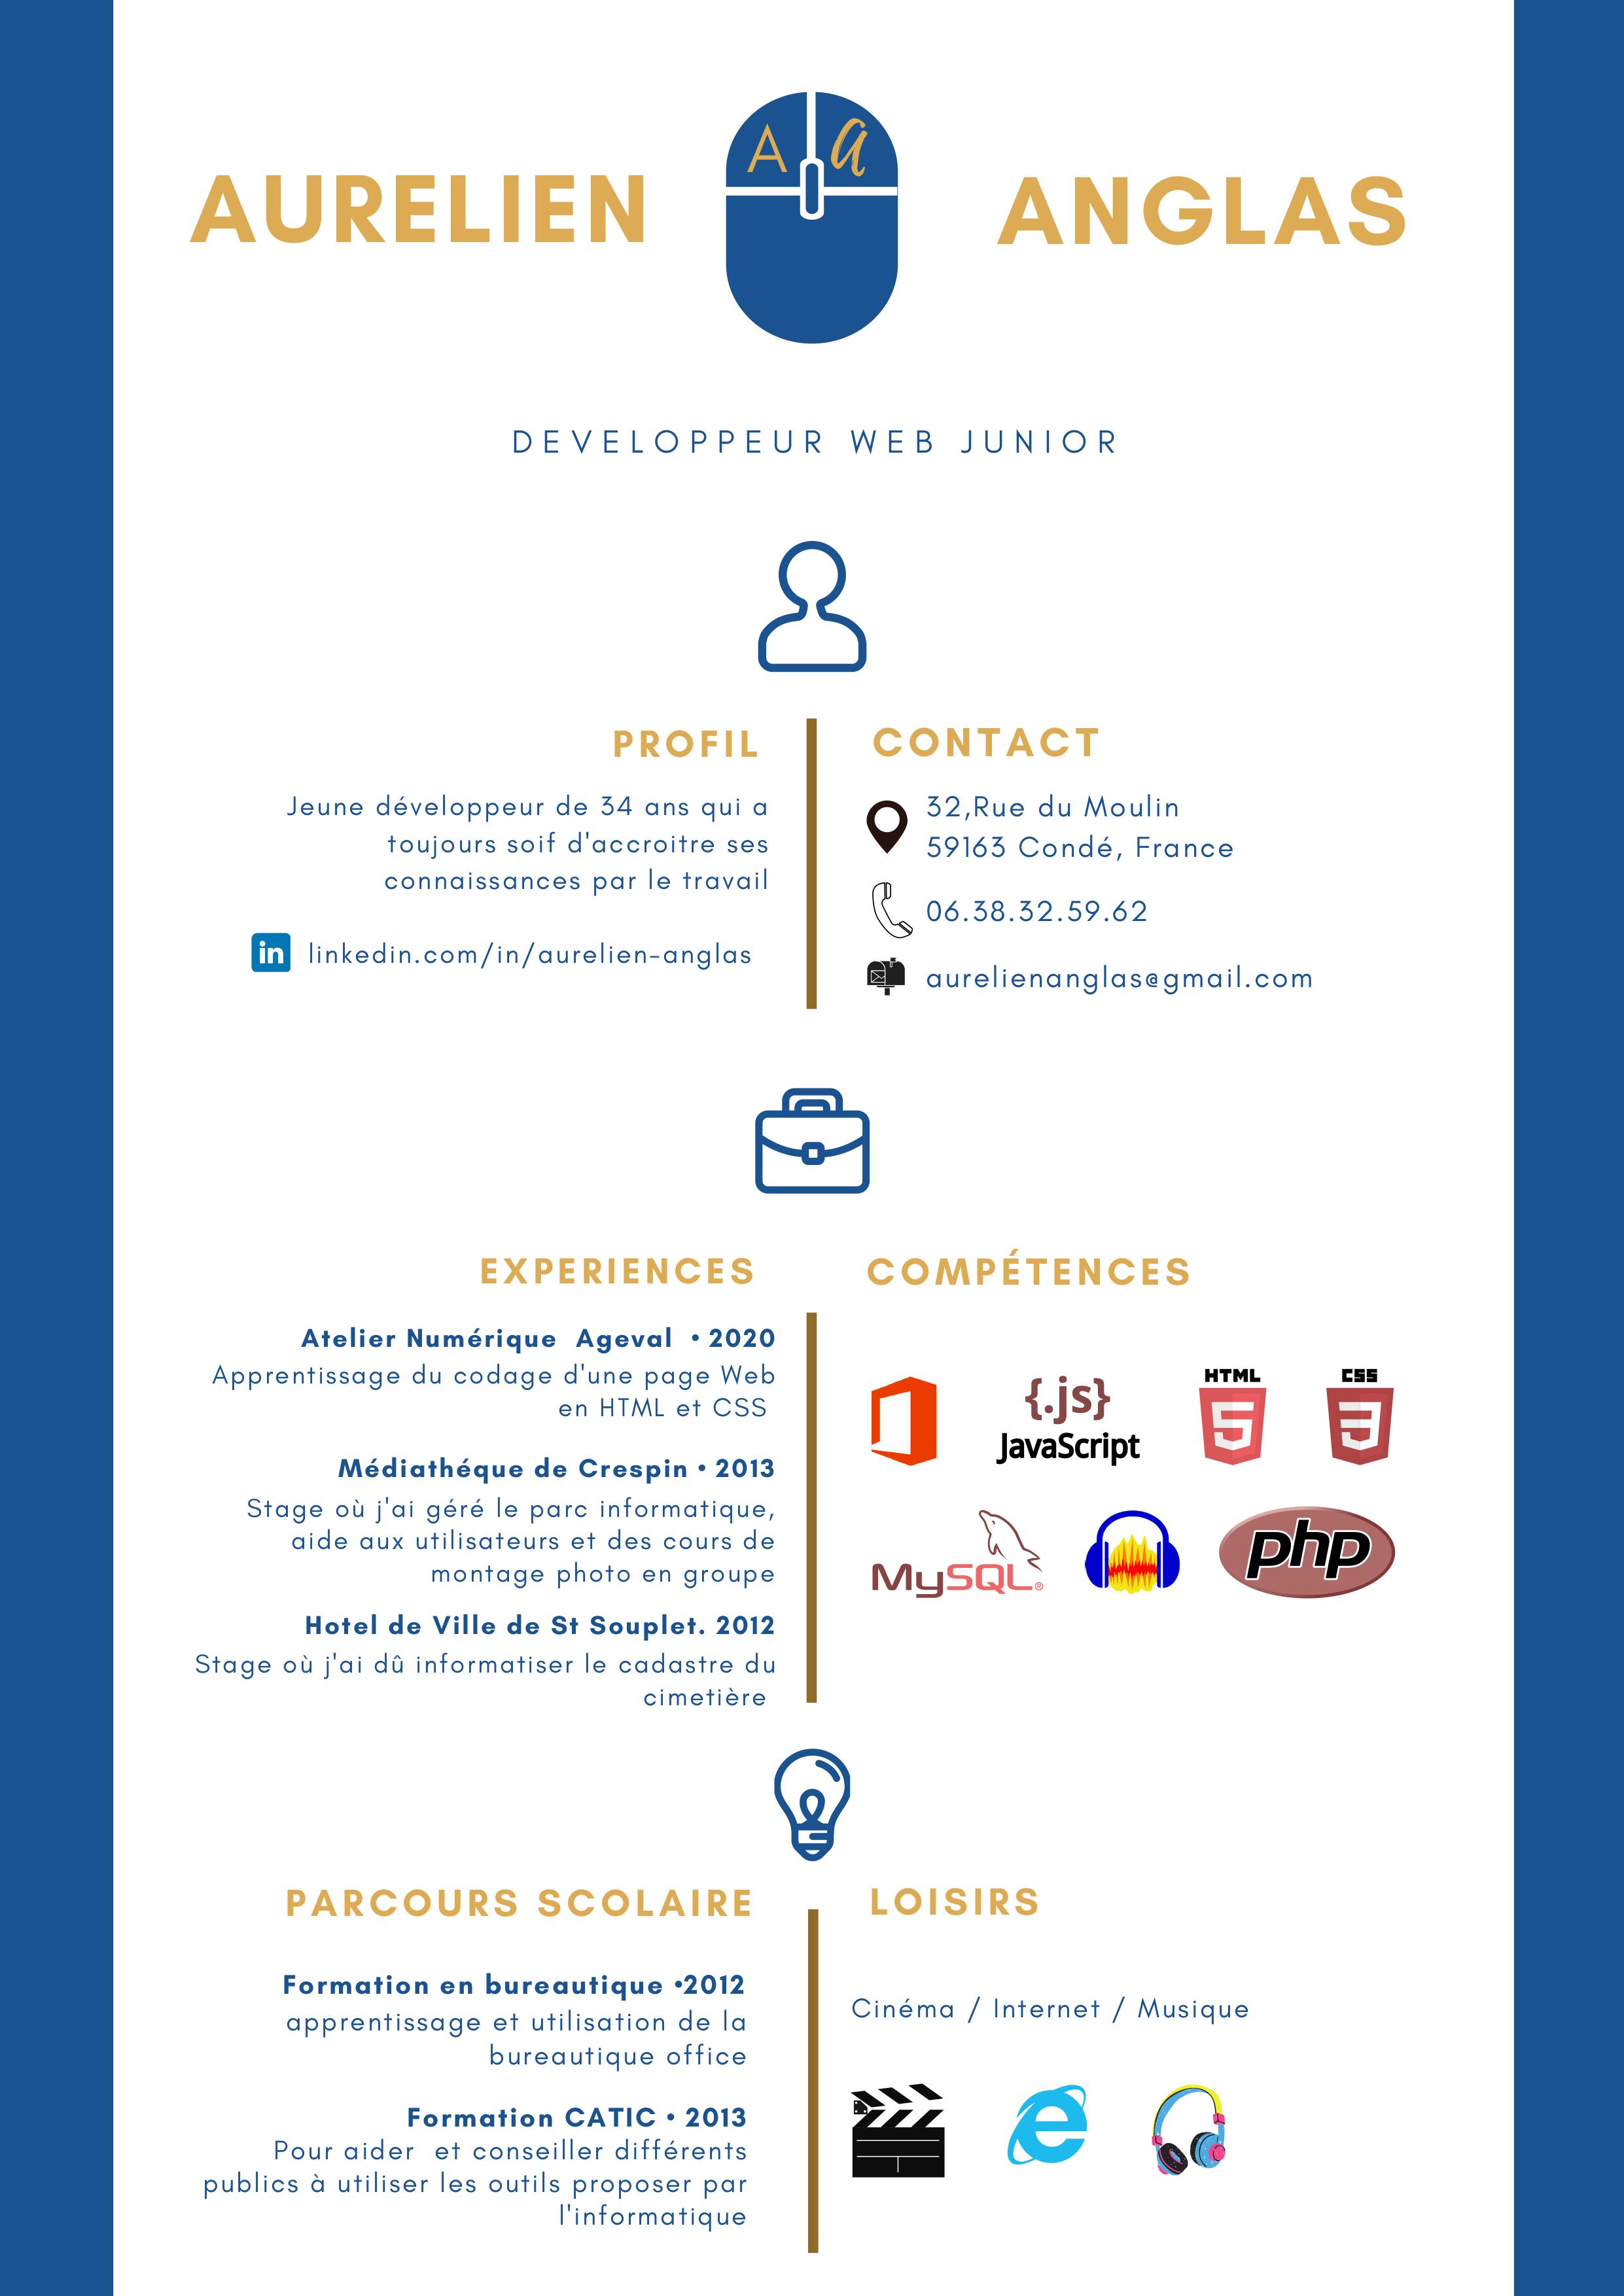 AURELIEN
A a
ANGLAS
DEVELOPPEUR WEB JUNIOR
PROFIL
Jeune développeur de 34 ans qui a
toujours soif d'accroitre ses
connaissances par le travail
in linkedin.com/in/aurelien-anglas
CONTACT
32,Rue du Moulin
59163 Condé, France
06.38.32.59.62
aurelienanglas@gmail.com
EXPERIENCES
Atelier Numérique Ageval • 2020
Apprentissage du codage d'une page Web
en HTML et CSS
Médiathéque de Crespin • 2013
Stage où j'ai géré le parc informatique,
aide aux utilisateurs et des cours de
montage photo en groupe
Hotel de Ville de St Souplet. 2012
Stage où j'ai dû informatiser le cadastre du
cimetière
COMPÉTENCES
{.js}
JavaScript
HTML
5
CSS
3
MySQL®
php
PARCOURS SCOLAIRE
Formation en bureautique •2012
apprentissage et utilisation de la
bureautique office
Formation CATIC • 2013
Pour aider et conseiller différents
publics à utiliser les outils proposer par
l'informatique
LOISIRS
Cinéma / Internet / Musique